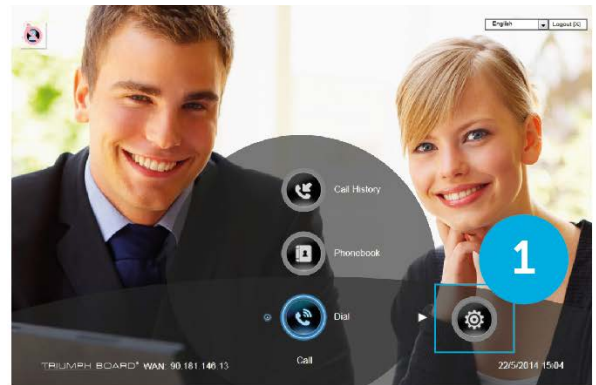 English
Logout [X]
Call History
Phonebook
1
Dial
Call
TRIUMPH BOARD® WAN: 90.181.146.13
22/5/2014 15:04